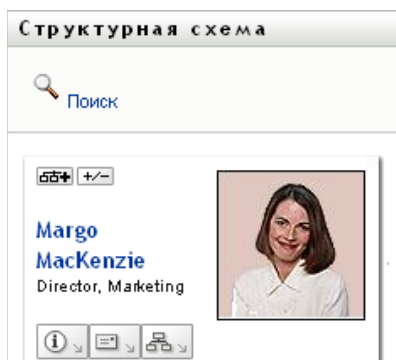 Структурная схема
Поиск
+/−
Margo
MacKenzie
Director, Marketing